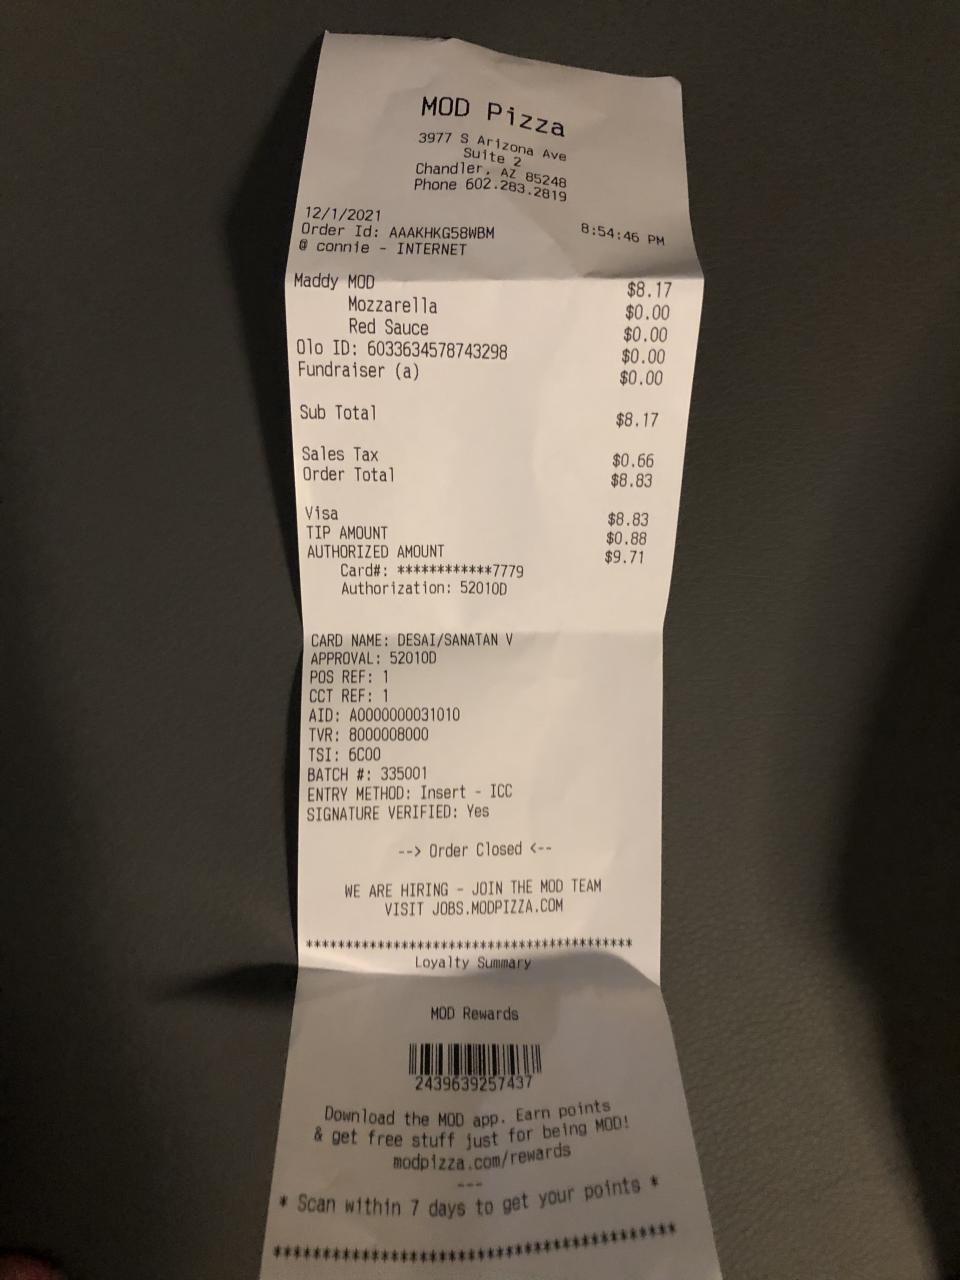 MOD Pizza
3977 S Arizona Ave
Suite 2
Chandler, AZ 85248
Phone 602.283.2819
12/1/2021 8:54:46 PM
Order Id: AAAKHKG58WBM
@ connie - INTERNET
Maddy MOD $8.17
Mozzarella $0.00
Red Sauce $0.00
Olo ID: 6033634578743298 $0.00
Fundraiser (a) $0.00
Sub Total $8.17
Sales Tax $0.66
Order Total $8.83
Visa $8.83
TIP AMOUNT $0.88
AUTHORIZED AMOUNT $9.71
Card#: ************7779
Authorization: 52010D
CARD NAME: DESAI/SANATAN V
APPROVAL: 52010D
POS REF: 1
CCT REF: 1
AID: A0000000031010
TVR: 8000008000
TSI: 6C00
BATCH #: 335001
ENTRY METHOD: Insert - ICC
SIGNATURE VERIFIED: Yes
--> Order Closed <--
WE ARE HIRING - JOIN THE MOD TEAM
VISIT JOBS.MODPIZZA.COM
******************************************
Loyalty Summary
MOD Rewards
2439639257437
Download the MOD app. Earn points
& get free stuff just for being MOD!
modpizza.com/rewards
---
* Scan within 7 days to get your points *
******************************************